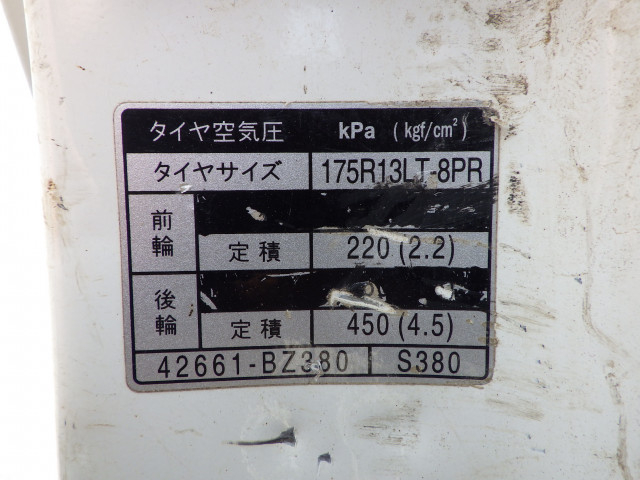 タイヤ空気圧 kPa (kgf/cm²)
タイヤサイズ 175R13LT-8PR
前輪 定積 220 (2.2)
後輪 定積 450 (4.5)
42661-BZ380 S380